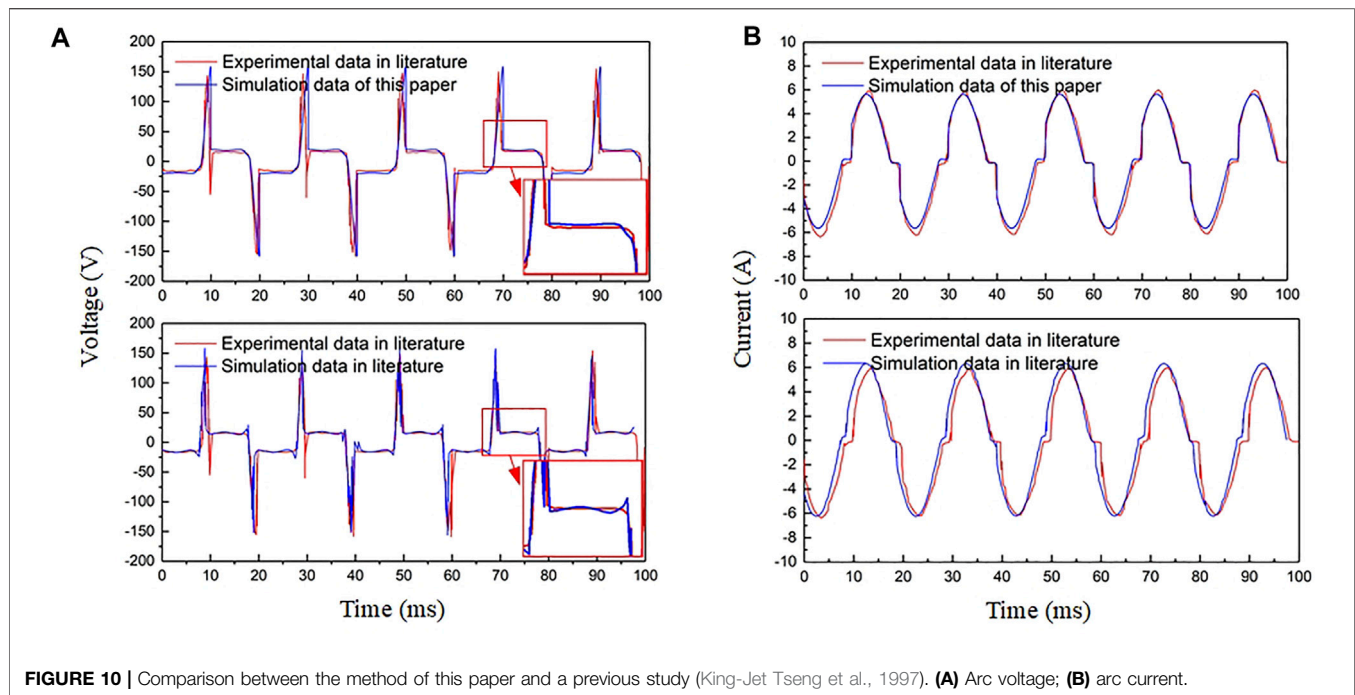 A
200
150
100
50
0
-50
-100
-150
-200
Experimental data in literature
Simulation data of this paper
0 10 20 30 40 50 60 70 80 90 100
Voltage (V)
200
150
100
50
0
-50
-100
-150
-200
Experimental data in literature
Simulation data in literature
0 10 20 30 40 50 60 70 80 90 100
Time (ms)
B
10
8
6
4
2
0
-2
-4
-6
-8
-10
Experimental data in literature
Simulation data of this paper
0 10 20 30 40 50 60 70 80 90 100
Current (A)
10
8
6
4
2
0
-2
-4
-6
-8
-10
Experimental data in literature
Simulation data in literature
0 10 20 30 40 50 60 70 80 90 100
Time (ms)
FIGURE 10 | Comparison between the method of this paper and a previous study (King-Jet Tseng et al., 1997). (A) Arc voltage; (B) arc current.